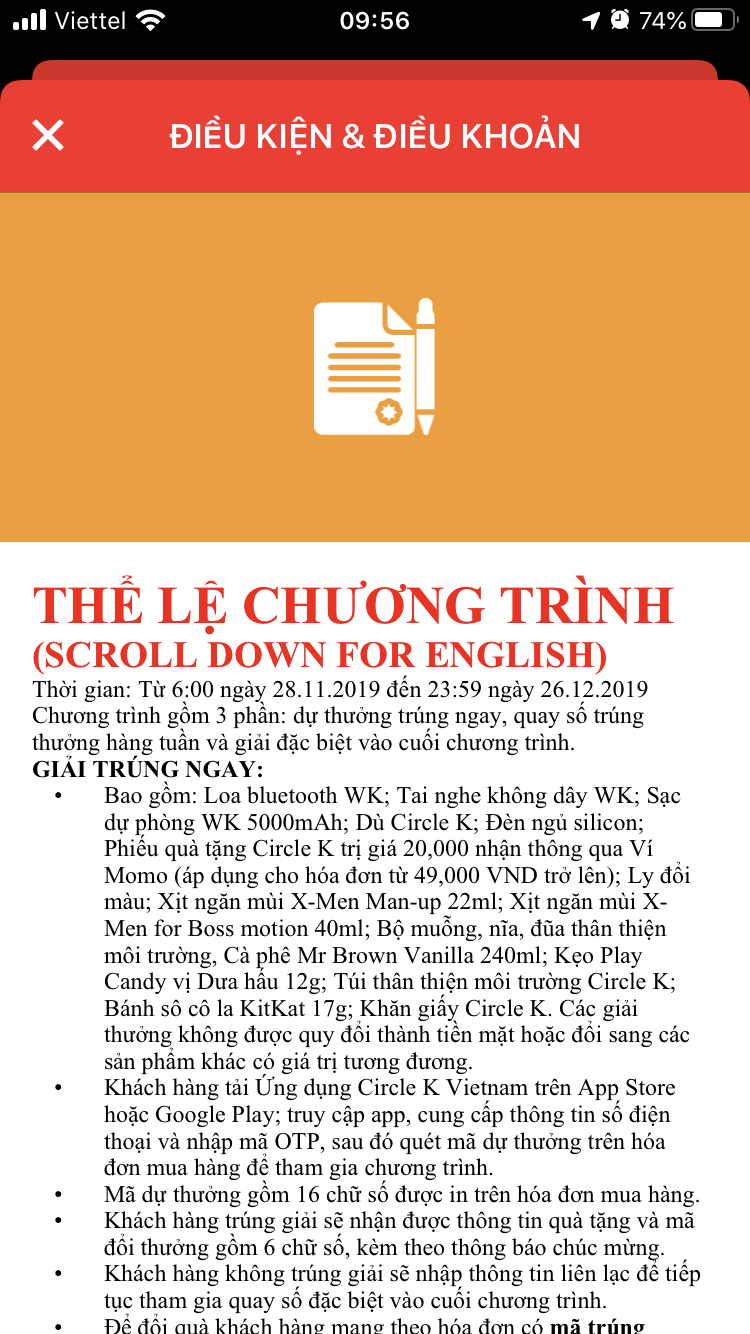 Viettel 09:56 74%
ĐIỀU KIỆN & ĐIỀU KHOẢN
THỂ LỆ CHƯƠNG TRÌNH
(SCROLL DOWN FOR ENGLISH)
Thời gian: Từ 6:00 ngày 28.11.2019 đến 23:59 ngày 26.12.2019
Chương trình gồm 3 phần: dự thưởng trúng ngay, quay số trúng
thưởng hàng tuần và giải đặc biệt vào cuối chương trình.
GIẢI TRÚNG NGAY:
• Bao gồm: Loa bluetooth WK; Tai nghe không dây WK; Sạc
dự phòng WK 5000mAh; Dù Circle K; Đèn ngủ silicon;
Phiếu quà tặng Circle K trị giá 20,000 nhận thông qua Ví
Momo (áp dụng cho hóa đơn từ 49,000 VND trở lên); Ly đổi
màu; Xịt ngăn mùi X-Men Man-up 22ml; Xịt ngăn mùi X-
Men for Boss motion 40ml; Bộ muỗng, nĩa, đũa thân thiện
môi trường, Cà phê Mr Brown Vanilla 240ml; Kẹo Play
Candy vị Dưa hấu 12g; Túi thân thiện môi trường Circle K;
Bánh sô cô la KitKat 17g; Khăn giấy Circle K. Các giải
thưởng không được quy đổi thành tiền mặt hoặc đổi sang các
sản phẩm khác có giá trị tương đương.
• Khách hàng tải Ứng dụng Circle K Vietnam trên App Store
hoặc Google Play; truy cập app, cung cấp thông tin số điện
thoại và nhập mã OTP, sau đó quét mã dự thưởng trên hóa
đơn mua hàng để tham gia chương trình.
• Mã dự thưởng gồm 16 chữ số được in trên hóa đơn mua hàng.
• Khách hàng trúng giải sẽ nhận được thông tin quà tặng và mã
đổi thưởng gồm 6 chữ số, kèm theo thông báo chúc mừng.
• Khách hàng không trúng giải sẽ nhập thông tin liên lạc để tiếp
tục tham gia quay số đặc biệt vào cuối chương trình.
• Để đổi quà khách hàng mang theo hóa đơn có mã trúng